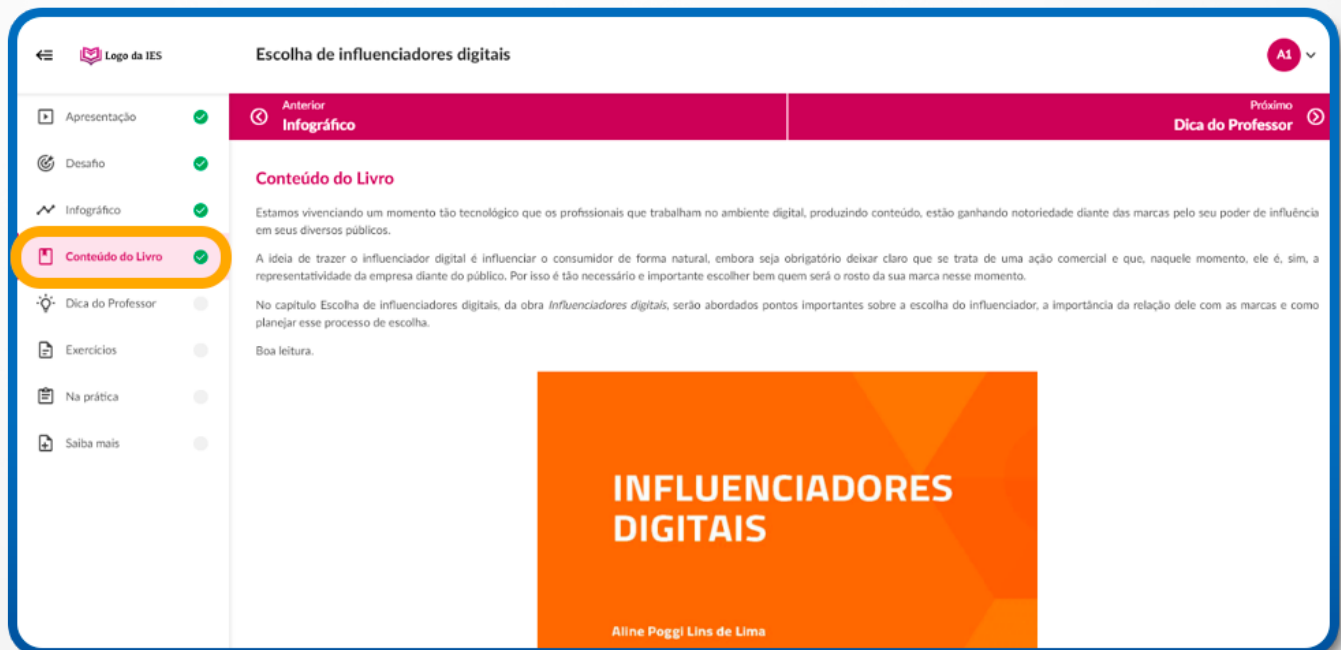 Logo da IES
Escolha de influenciadores digitais
A1
Apresentação
Desafio
Infográfico
Conteúdo do Livro
Dica do Professor
Exercícios
Na prática
Saiba mais
Anterior
Infográfico
Próximo
Dica do Professor
Conteúdo do Livro
Estamos vivenciando um momento tão tecnológico que os profissionais que trabalham no ambiente digital, produzindo conteúdo, estão ganhando notoriedade diante das marcas pelo seu poder de influência
em seus diversos públicos.
A ideia de trazer o influenciador digital é influenciar o consumidor de forma natural, embora seja obrigatório deixar claro que se trata de uma ação comercial e que, naquele momento, ele é, sim, a
representatividade da empresa diante do público. Por isso é tão necessário e importante escolher bem quem será o rosto da sua marca nesse momento.
No capítulo Escolha de influenciadores digitais, da obra Influenciadores digitais, serão abordados pontos importantes sobre a escolha do influenciador, a importância da relação dele com as marcas e como
planejar esse processo de escolha.
Boa leitura.
INFLUENCIADORES
DIGITAIS
Aline Poggi Lins de Lima